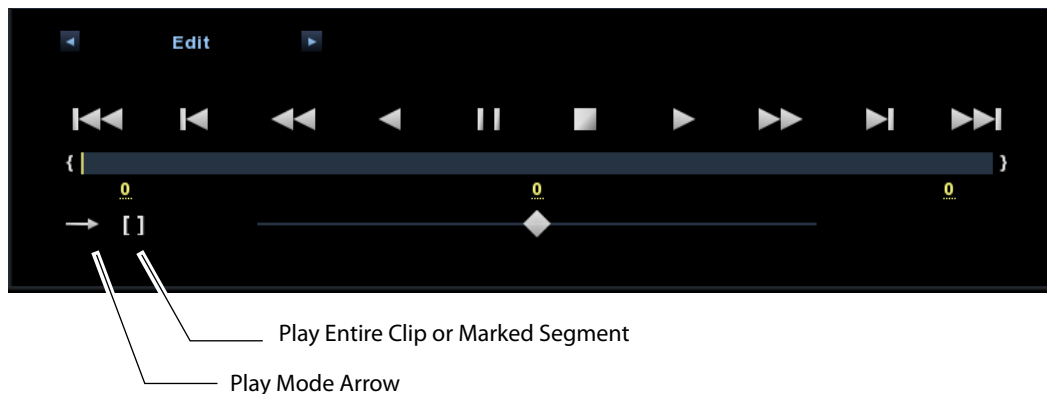 Edit
{ }
0 0 0
[ ]
Play Entire Clip or Marked Segment
Play Mode Arrow